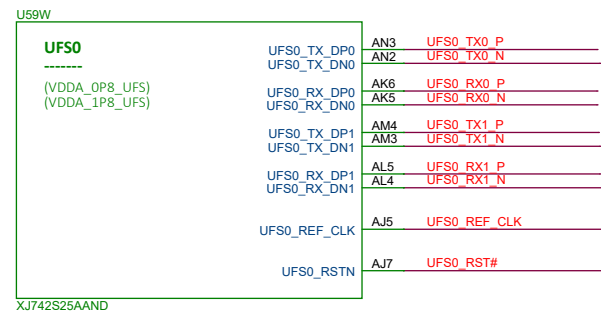 U59W
UFS0
-------
(VDDA_0P8_UFS)
(VDDA_1P8_UFS)
UFS0_TX_DP0 AN3 UFS0_TX0_P
UFS0_TX_DN0 AN2 UFS0_TX0_N
UFS0_RX_DP0 AK6 UFS0_RX0_P
UFS0_RX_DN0 AK5 UFS0_RX0_N
UFS0_TX_DP1 AM4 UFS0_TX1_P
UFS0_TX_DN1 AM3 UFS0_TX1_N
UFS0_RX_DP1 AL5 UFS0_RX1_P
UFS0_RX_DN1 AL4 UFS0_RX1_N
UFS0_REF_CLK AJ5 UFS0_REF_CLK
UFS0_RSTN AJ7 UFS0_RST#
XJ742S25AAND